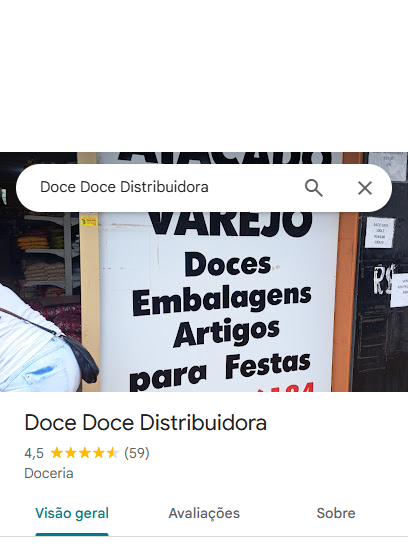 ATACADO
Doce Doce Distribuidora
VAREJO
Doces
Embalagens
Artigos
para Festas
R$
Doce Doce Distribuidora
4,5 (59)
Doceria
Visão geral
Avaliações
Sobre